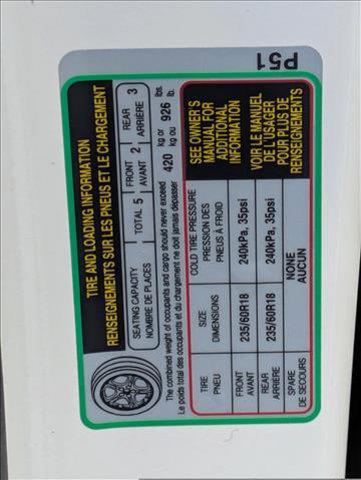 TIRE AND LOADING INFORMATION
RENSEIGNEMENTS SUR LES PNEUS ET LE CHARGEMENT
SEATING CAPACITY
NOMBRE DE PLACES
TOTAL 5
FRONT
AVANT 2
REAR
ARRIÈRE 3
The combined weight of occupants and cargo should never exceed
Le poids total des occupants et du chargement ne doit jamais dépasser
420 kg or kg ou 926 lbs. lb.
TIRE
PNEU
SIZE
DIMENSIONS
COLD TIRE PRESSURE
PRESSION DES
PNEUS À FROID
FRONT
AVANT
235/60R18
240kPa, 35psi
REAR
ARRIÈRE
235/60R18
240kPa, 35psi
SPARE
DE SECOURS
NONE
AUCUN
SEE OWNER'S
MANUAL FOR
ADDITIONAL
INFORMATION
VOIR LE MANUEL
DE L'USAGER
POUR PLUS DE
RENSEIGNEMENTS
P51